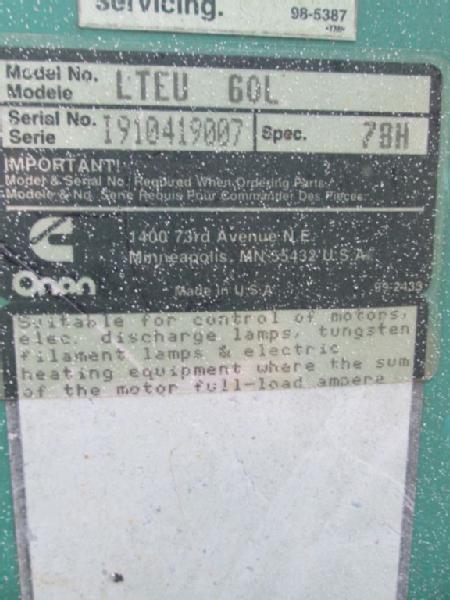 servicing.
98-5387
Model No.
Modele
LTEU 60L
Serial No.
Serie
I910419007
Spec.
78H
IMPORTANT!
Model & Serial No. Required When Ordering Parts.
Modele & No. Serie Requis Pour Commander Des Pieces.
1400 73rd Avenue N.E.
Minneapolis, MN 55432 U.S.A.
Onan
Made in U.S.A.
99-2433
Suitable for control of motors,
elec. discharge lamps, tungsten
filament lamps & electric
heating equipment where the sum
of the motor full-load ampere